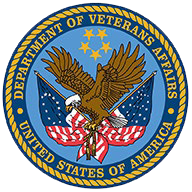 DEPARTMENT OF VETERANS AFFAIRS
UNITED STATES OF AMERICA